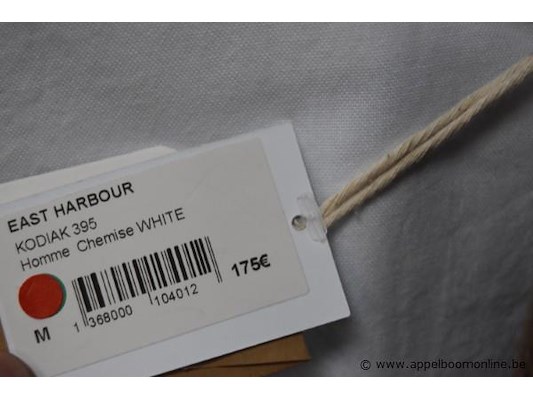 EAST HARBOUR
KODIAK 395
Homme Chemise WHITE
175€
M
1 368000 104012
© www.appelboomonline.be